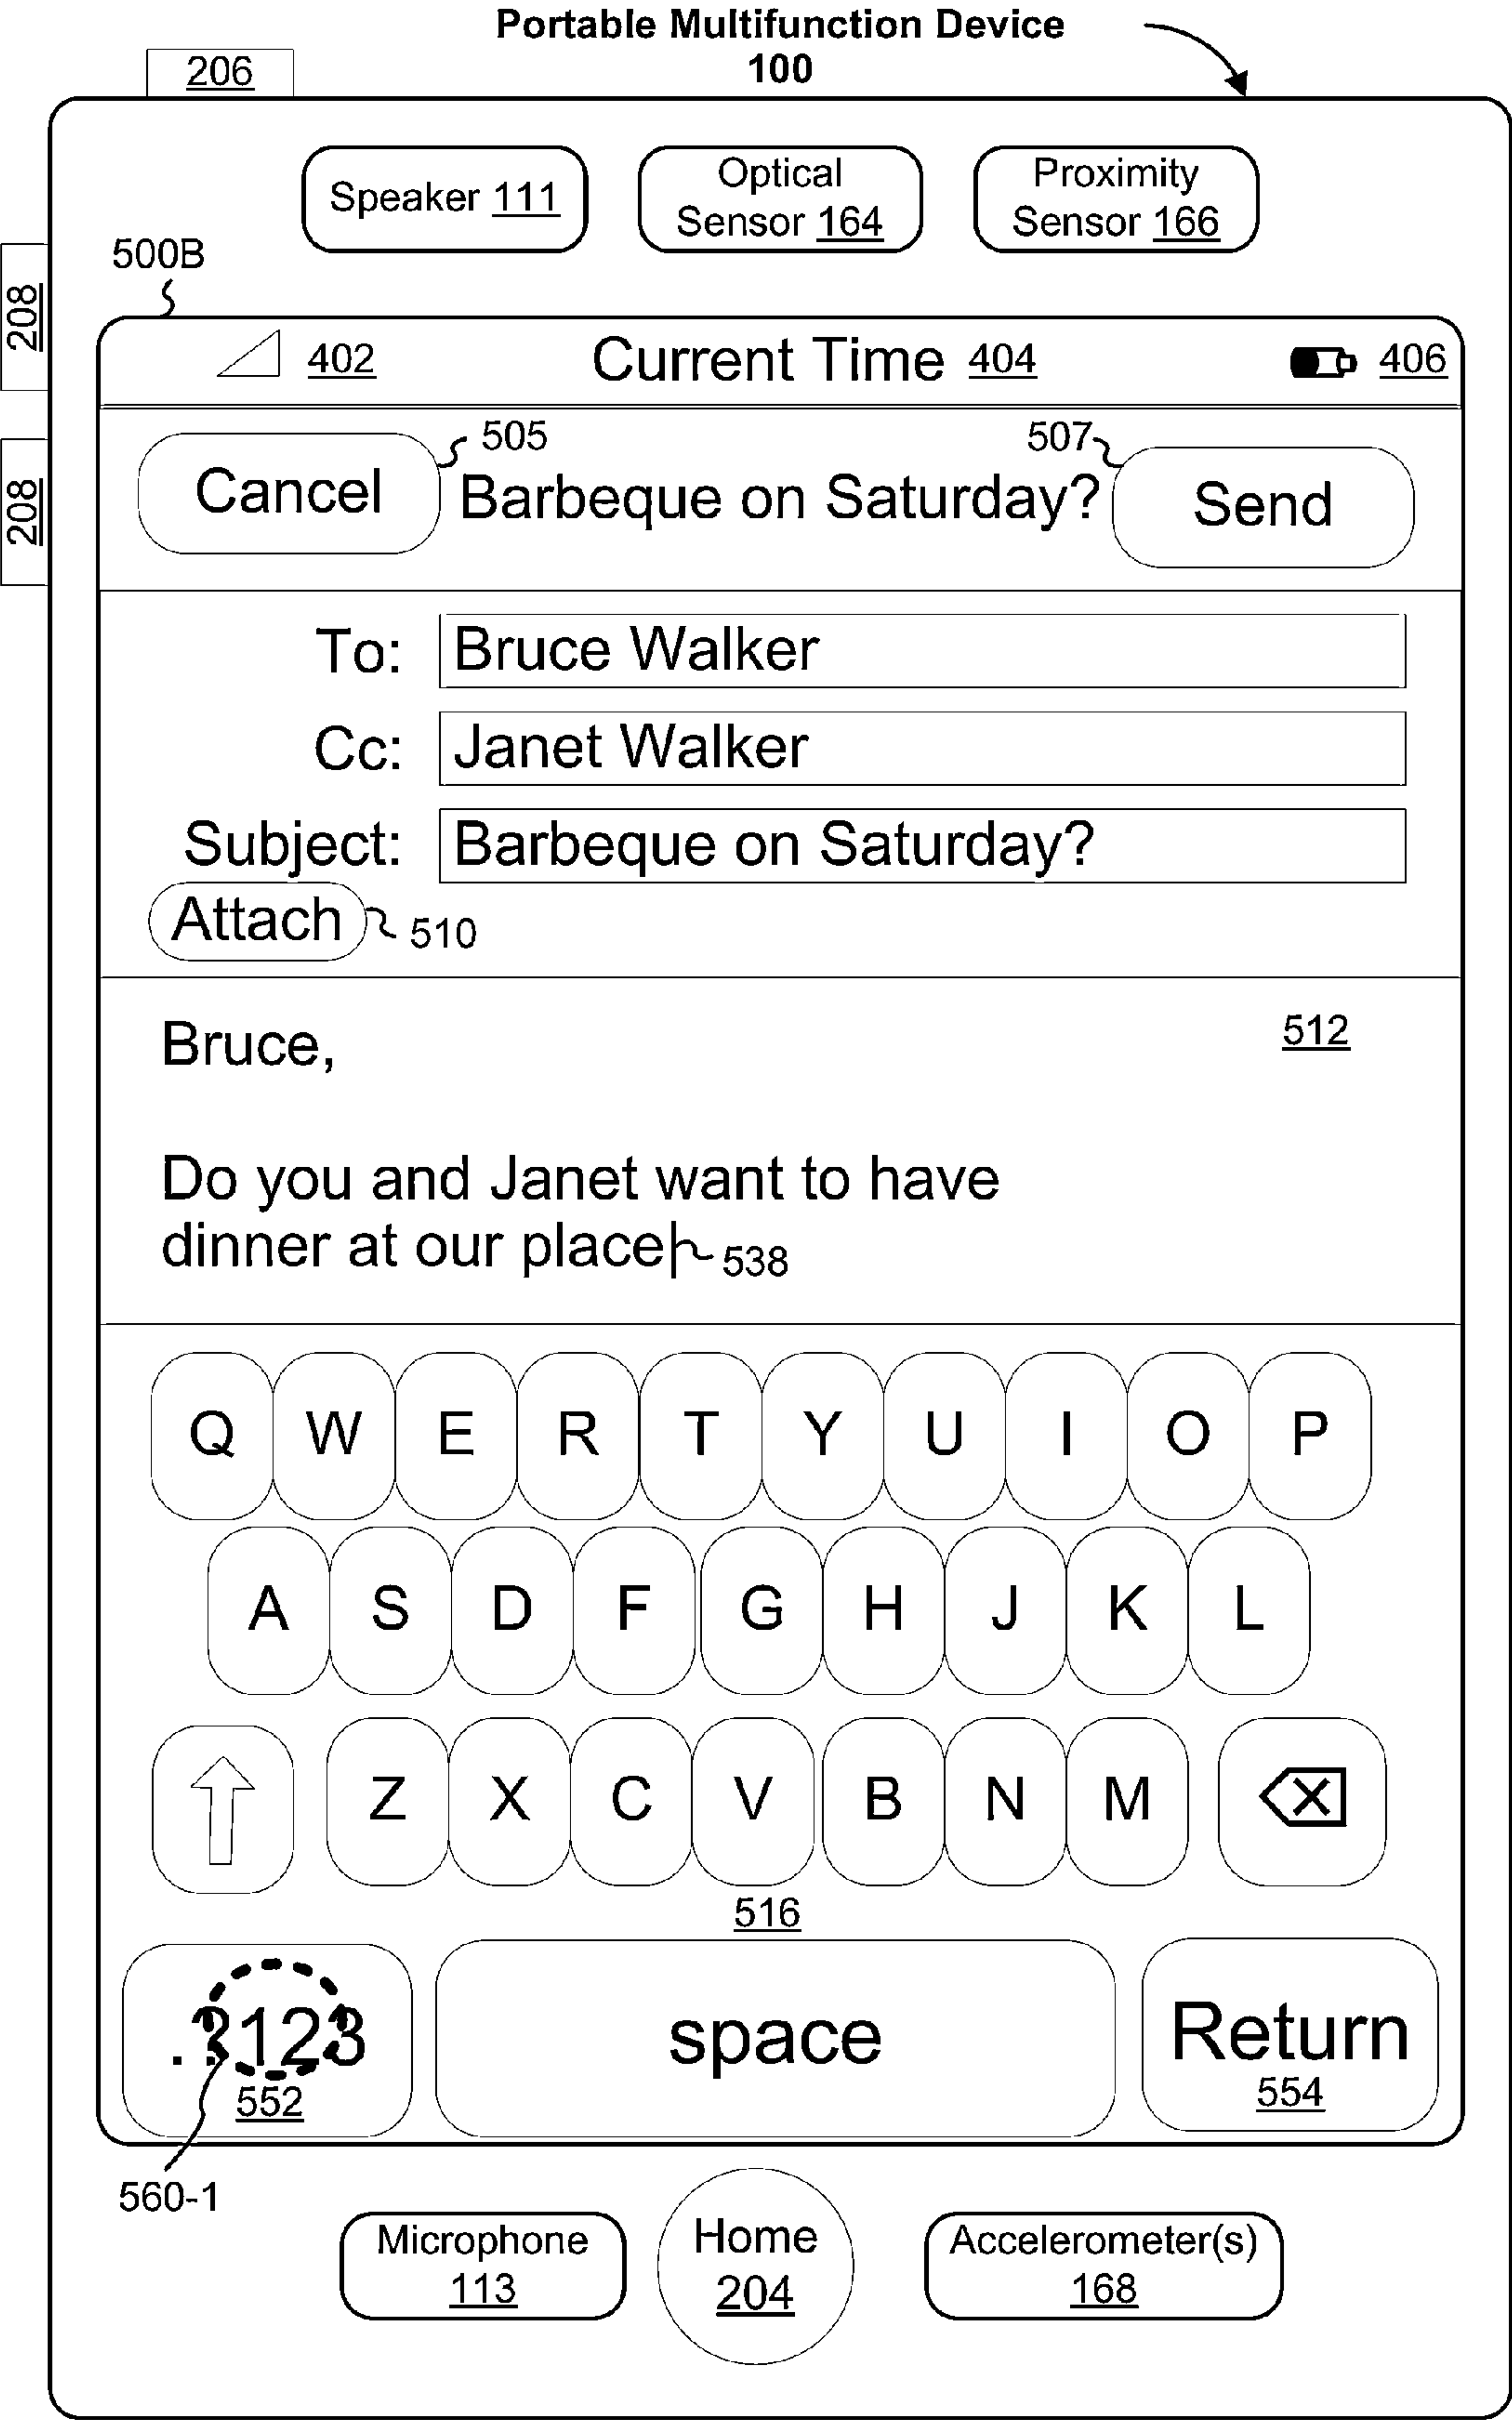 Portable Multifunction Device
100
206
Speaker 111
Optical
Sensor 164
Proximity
Sensor 166
500B
208
208
402
Current Time 404
406
Cancel
505
Barbeque on Saturday?
507
Send
To:
Bruce Walker
Cc:
Janet Walker
Subject:
Barbeque on Saturday?
Attach
510
Bruce,
512
Do you and Janet want to have
dinner at our place
538
Q W E R T Y U I O P
A S D F G H J K L
Z X C V B N M
516
.?123
552
space
Return
554
560-1
Microphone
113
Home
204
Accelerometer(s)
168